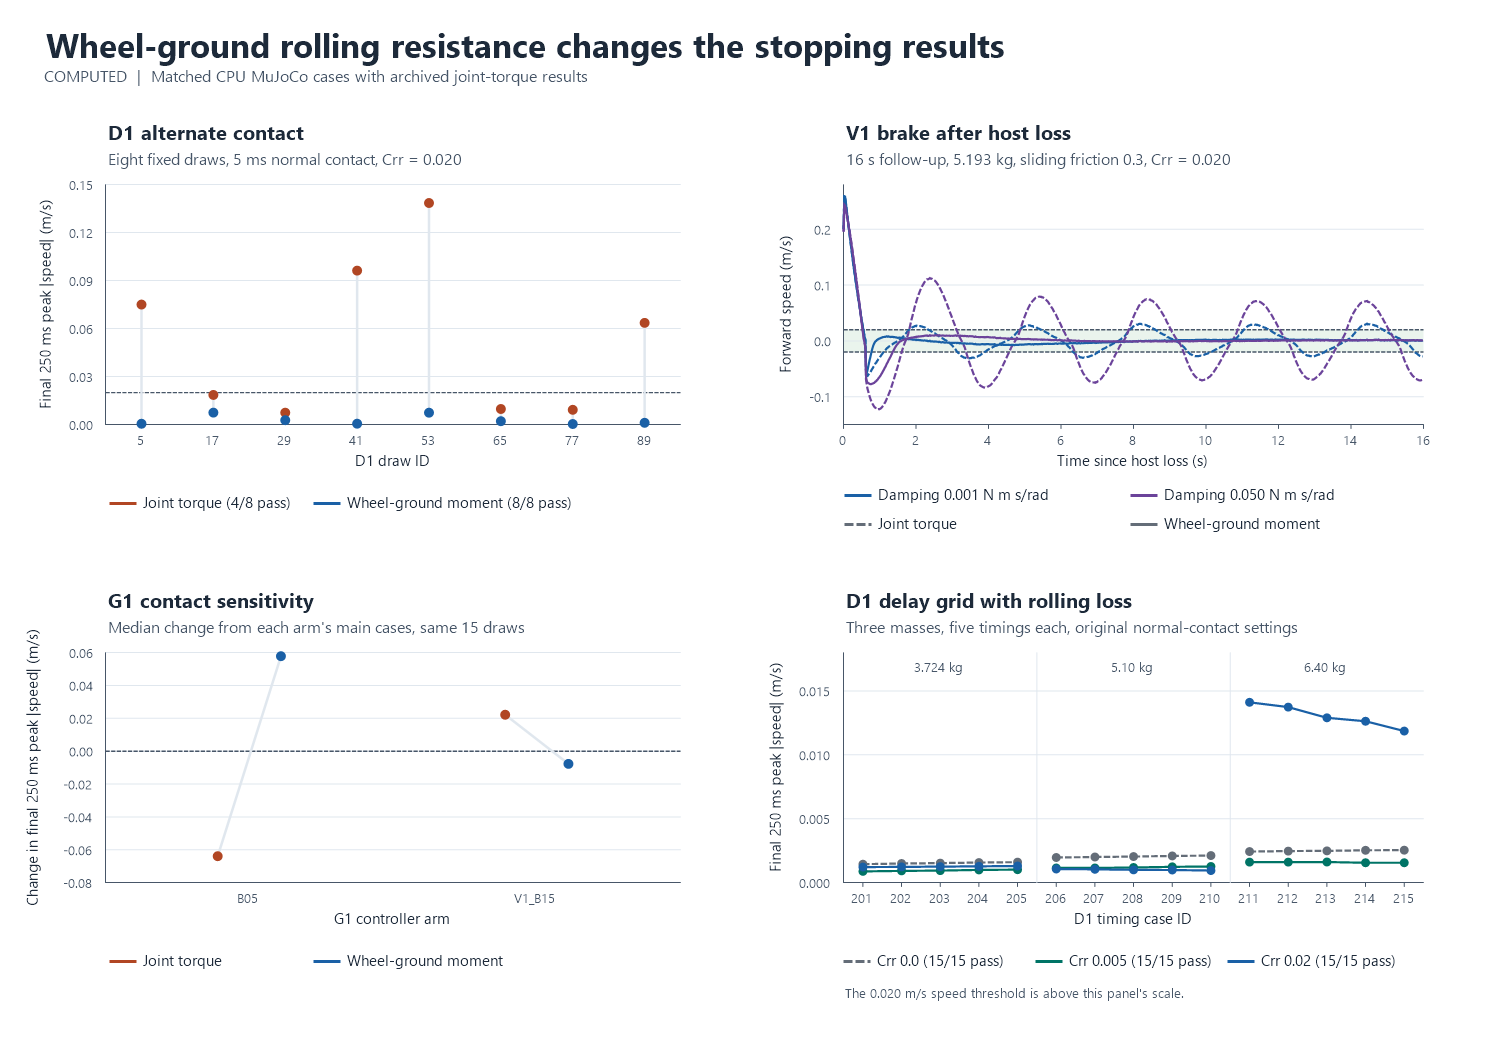 Wheel-ground rolling resistance changes the stopping results
COMPUTED | Matched CPU MuJoCo cases with archived joint-torque results
D1 alternate contact
Eight fixed draws, 5 ms normal contact, Crr = 0.020
Final 250 ms peak |speed| (m/s)
0.15
0.12
0.09
0.06
0.03
0.00
5 17 29 41 53 65 77 89
D1 draw ID
Joint torque (4/8 pass) Wheel-ground moment (8/8 pass)
V1 brake after host loss
16 s follow-up, 5.193 kg, sliding friction 0.3, Crr = 0.020
Forward speed (m/s)
0.2
0.1
0.0
-0.1
0 2 4 6 8 10 12 14 16
Time since host loss (s)
Damping 0.001 N m s/rad Damping 0.050 N m s/rad
Joint torque Wheel-ground moment
G1 contact sensitivity
Median change from each arm's main cases, same 15 draws
Change in final 250 ms peak |speed| (m/s)
0.06
0.04
0.02
0.00
-0.02
-0.04
-0.06
-0.08
B05 V1_B15
G1 controller arm
Joint torque Wheel-ground moment
D1 delay grid with rolling loss
Three masses, five timings each, original normal-contact settings
Final 250 ms peak |speed| (m/s)
3.724 kg 5.10 kg 6.40 kg
0.015
0.010
0.005
0.000
201 202 203 204 205 206 207 208 209 210 211 212 213 214 215
D1 timing case ID
Crr 0.0 (15/15 pass) Crr 0.005 (15/15 pass) Crr 0.02 (15/15 pass)
The 0.020 m/s speed threshold is above this panel's scale.